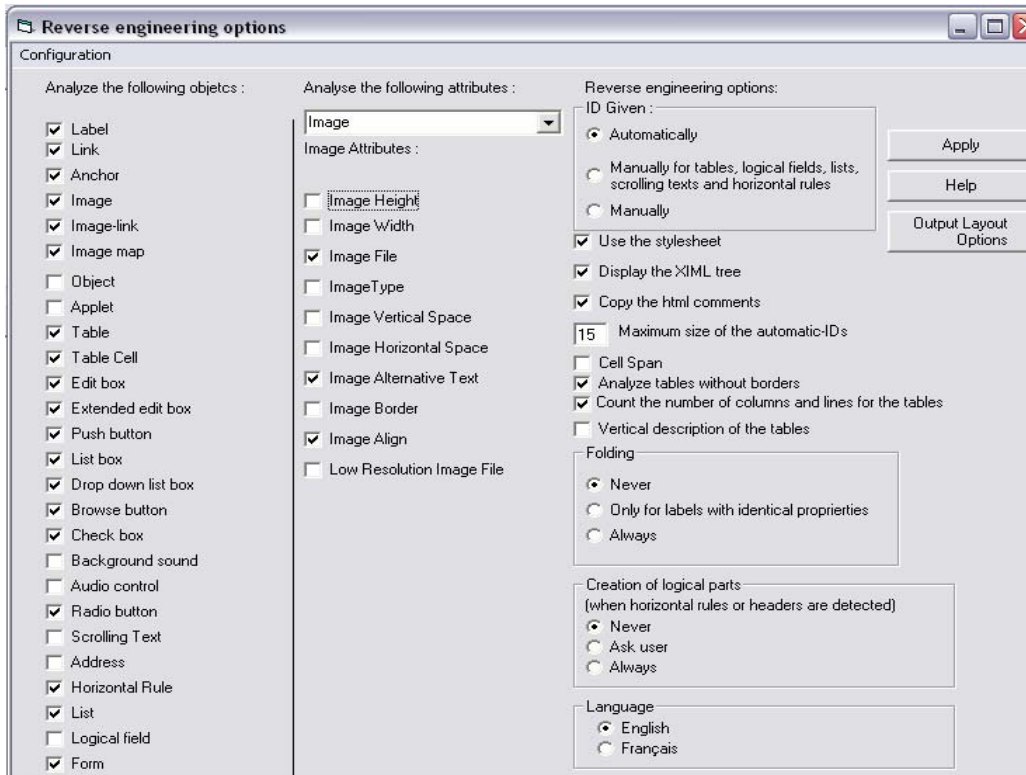 Reverse engineering options
Configuration
Analyze the following objetcs :
Label
Link
Anchor
Image
Image-link
Image map
Object
Applet
Table
Table Cell
Edit box
Extended edit box
Push button
List box
Drop down list box
Browse button
Check box
Background sound
Audio control
Radio button
Scrolling Text
Address
Horizontal Rule
List
Logical field
Form
Analyse the following attributes :
Image
Image Attributes :
Image Height
Image Width
Image File
ImageType
Image Vertical Space
Image Horizontal Space
Image Alternative Text
Image Border
Image Align
Low Resolution Image File
Reverse engineering options:
ID Given :
Automatically
Manually for tables, logical fields, lists,
scrolling texts and horizontal rules
Manually
Use the stylesheet
Display the XIML tree
Copy the html comments
15 Maximum size of the automatic-IDs
Cell Span
Analyze tables without borders
Count the number of columns and lines for the tables
Vertical description of the tables
Folding
Never
Only for labels with identical proprierties
Always
Creation of logical parts
(when horizontal rules or headers are detected)
Never
Ask user
Always
Language
English
Français
Apply
Help
Output Layout
Options